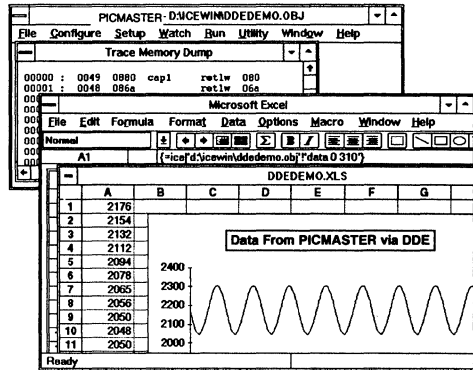 PICMASTER- D:\ICEWIN\DDEDEMO.OBJ
File Configure Setup Watch Run Utility Window Help
Trace Memory Dump
00000 : 0049 0880 cap1 retlw 080
00001 : 0048 086a retlw 06a
Microsoft Excel
File Edit Formula Format Data Options Macro Window Help
Normal Σ B I
A1 {=ice|'d:\icewin\ddedemo.obj'!'data 0 310'}
DDEDEMO.XLS
A B C D E F G
1 2176
2 2154
3 2132
4 2112
5 2094
6 2078
7 2065
8 2056
9 2050
10 2048
11 2050
Data From PICMASTER via DDE
2400
2300
2200
2100
2000
Ready